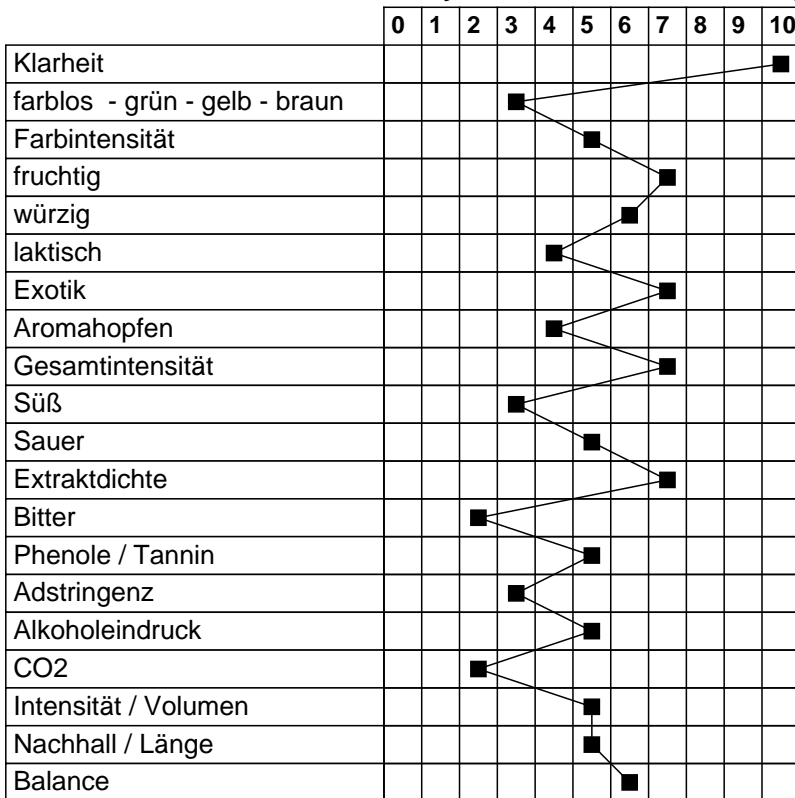 0 1 2 3 4 5 6 7 8 9 10
Klarheit
farblos - grün - gelb - braun
Farbintensität
fruchtig
würzig
laktisch
Exotik
Aromahopfen
Gesamtintensität
Süß
Sauer
Extraktdichte
Bitter
Phenole / Tannin
Adstringenz
Alkoholeindruck
CO2
Intensität / Volumen
Nachhall / Länge
Balance